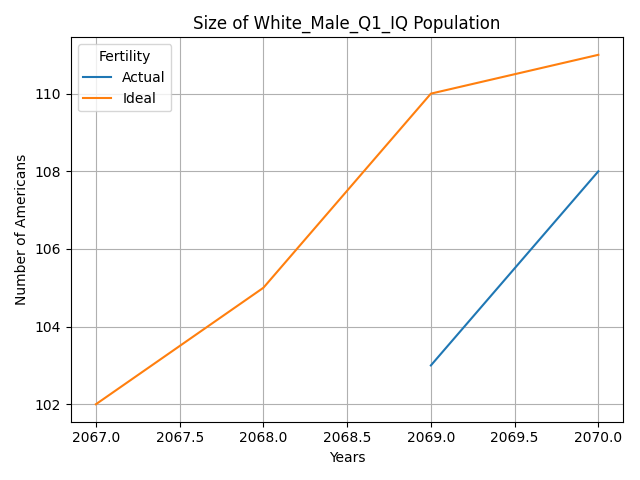 Size of White_Male_Q1_IQ Population
Fertility
Actual
Ideal
110
108
106
104
102
Number of Americans
2067.0 2067.5 2068.0 2068.5 2069.0 2069.5 2070.0
Years